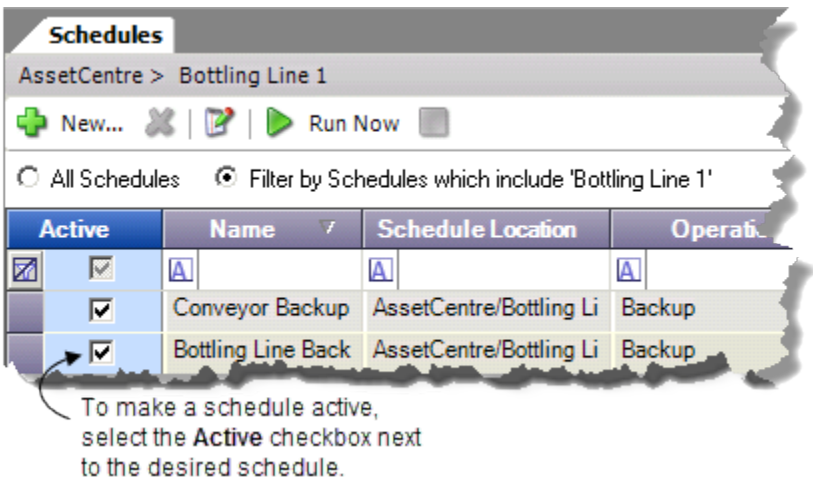 Schedules
AssetCentre > Bottling Line 1
New... Run Now
All Schedules Filter by Schedules which include 'Bottling Line 1'
Active Name Schedule Location
A A A
Conveyor Backup AssetCentre/Bottling Li Backup
Bottling Line Back AssetCentre/Bottling Li Backup
To make a schedule active,
select the Active checkbox next
to the desired schedule.